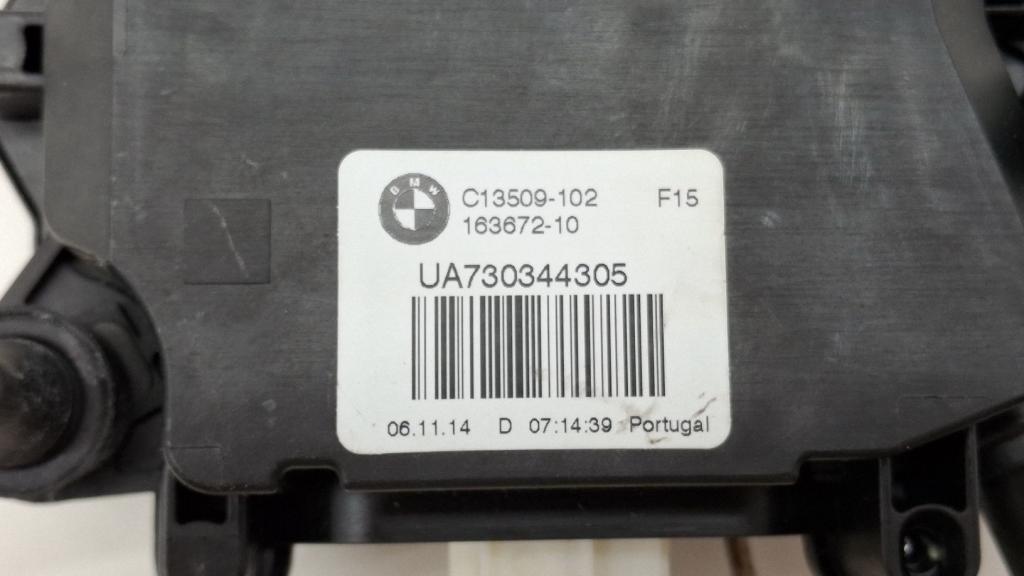 BMW
C13509-102 F15
163672-10
UA730344305
06.11.14 D 07:14:39 Portugal